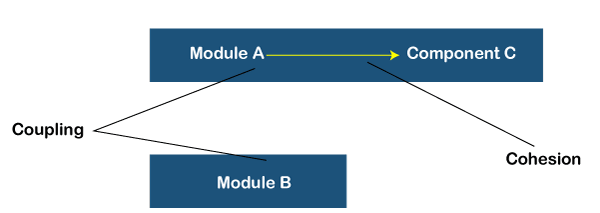 Module A Component C
Coupling
Cohesion
Module B